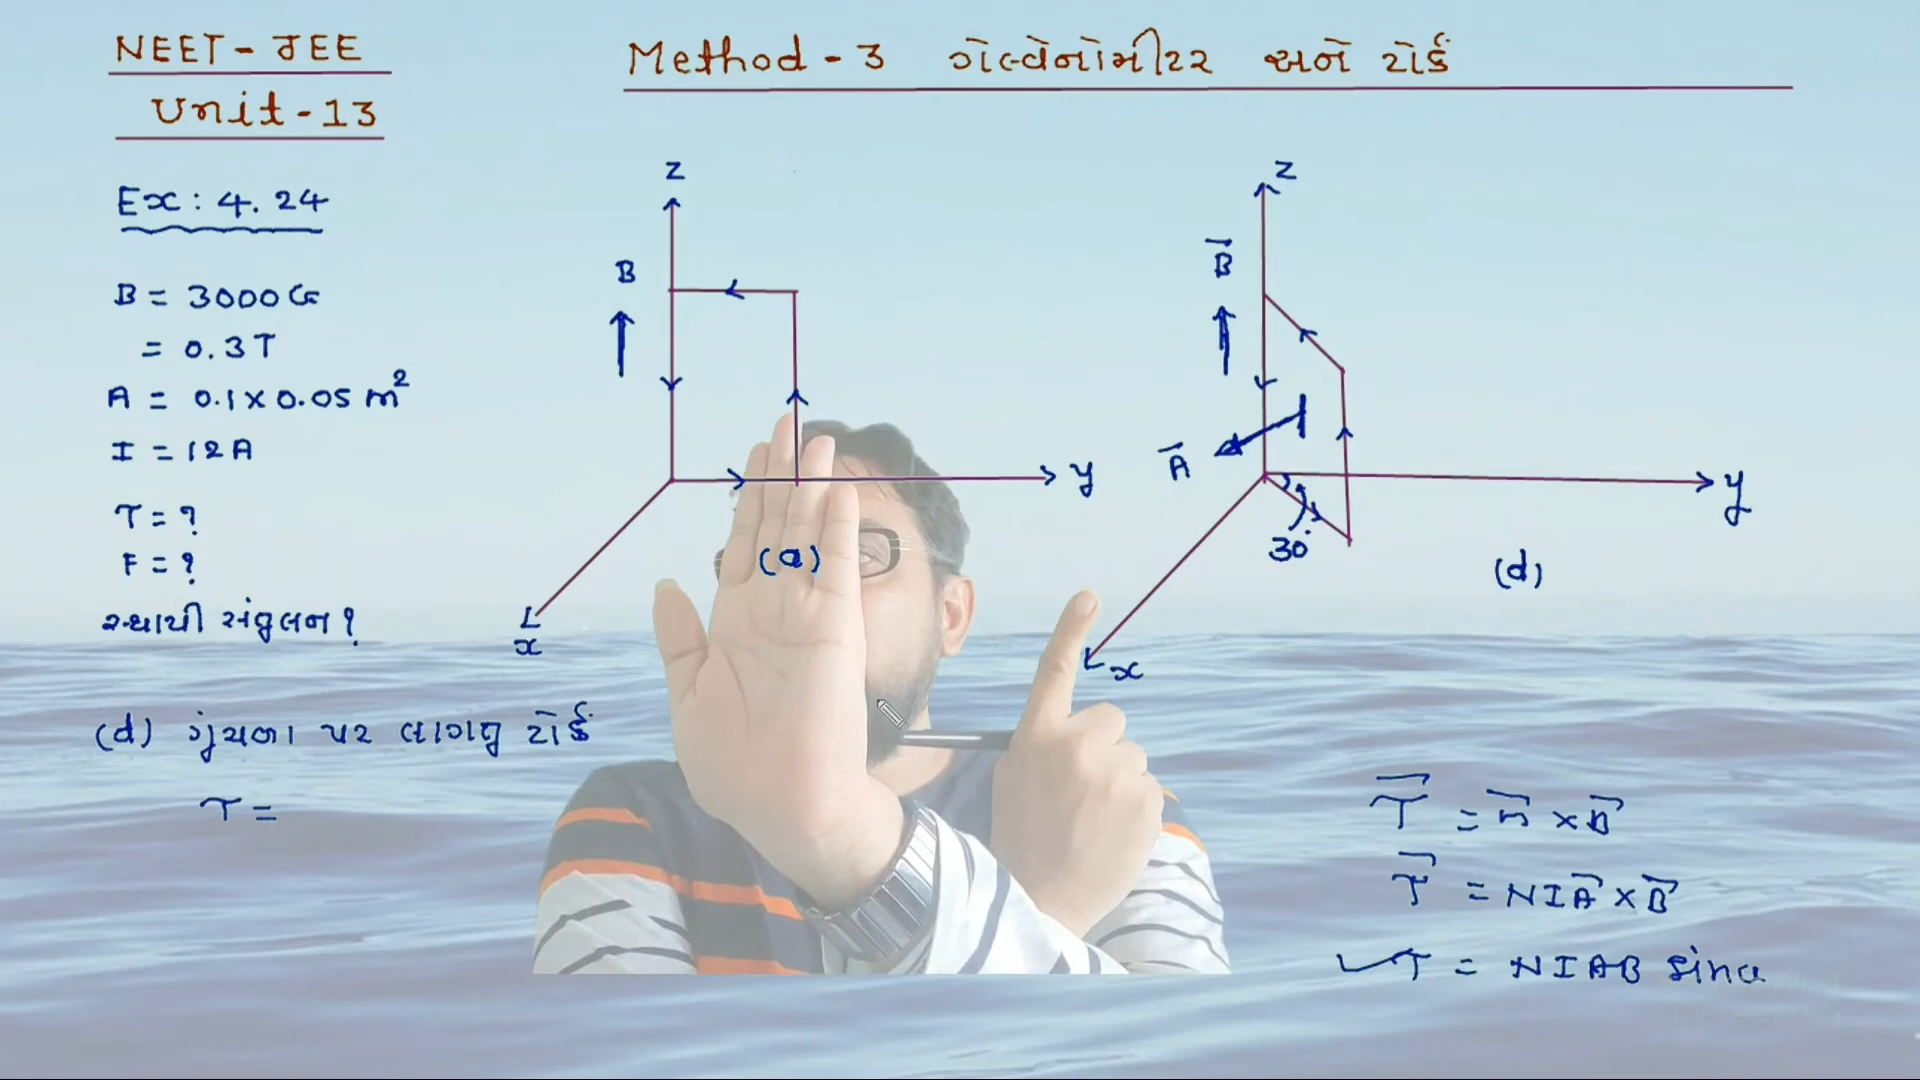 NEET - JEE
Unit - 13
Method - 3 ગેલ્વેનોમીટર અને ટોર્ક
Ex : 4.24
B = 3000 G
= 0.3 T
A = 0.1 x 0.05 m²
I = 12 A
τ = ?
F = ?
સ્થાયી સંતુલન ?
z
B
y
x
(a)
z
B⃗
A⃗
y
30°
x
(d)
(d) ગૂંચળા પર લાગતુ ટોર્ક
τ =
τ⃗ = m⃗ x B⃗
τ⃗ = NIA⃗ x B⃗
✓τ = NIAB sinα